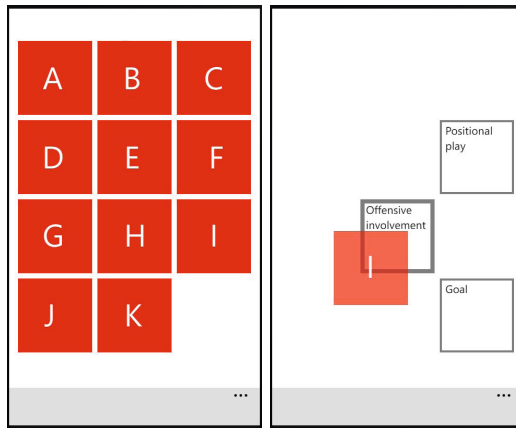 A B C
D E F
G H I
J K
...
Positional
play
Offensive
involvement
I
Goal
...